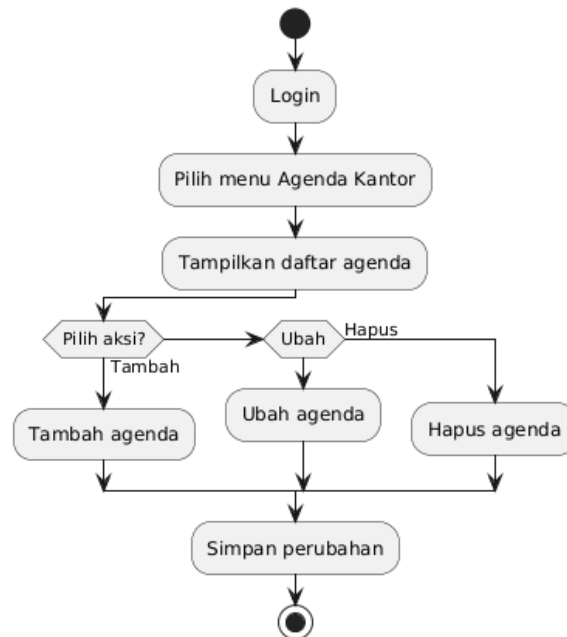 Login
Pilih menu Agenda Kantor
Tampilkan daftar agenda
Pilih aksi?
Ubah
Hapus
Tambah
Tambah agenda
Ubah agenda
Hapus agenda
Simpan perubahan